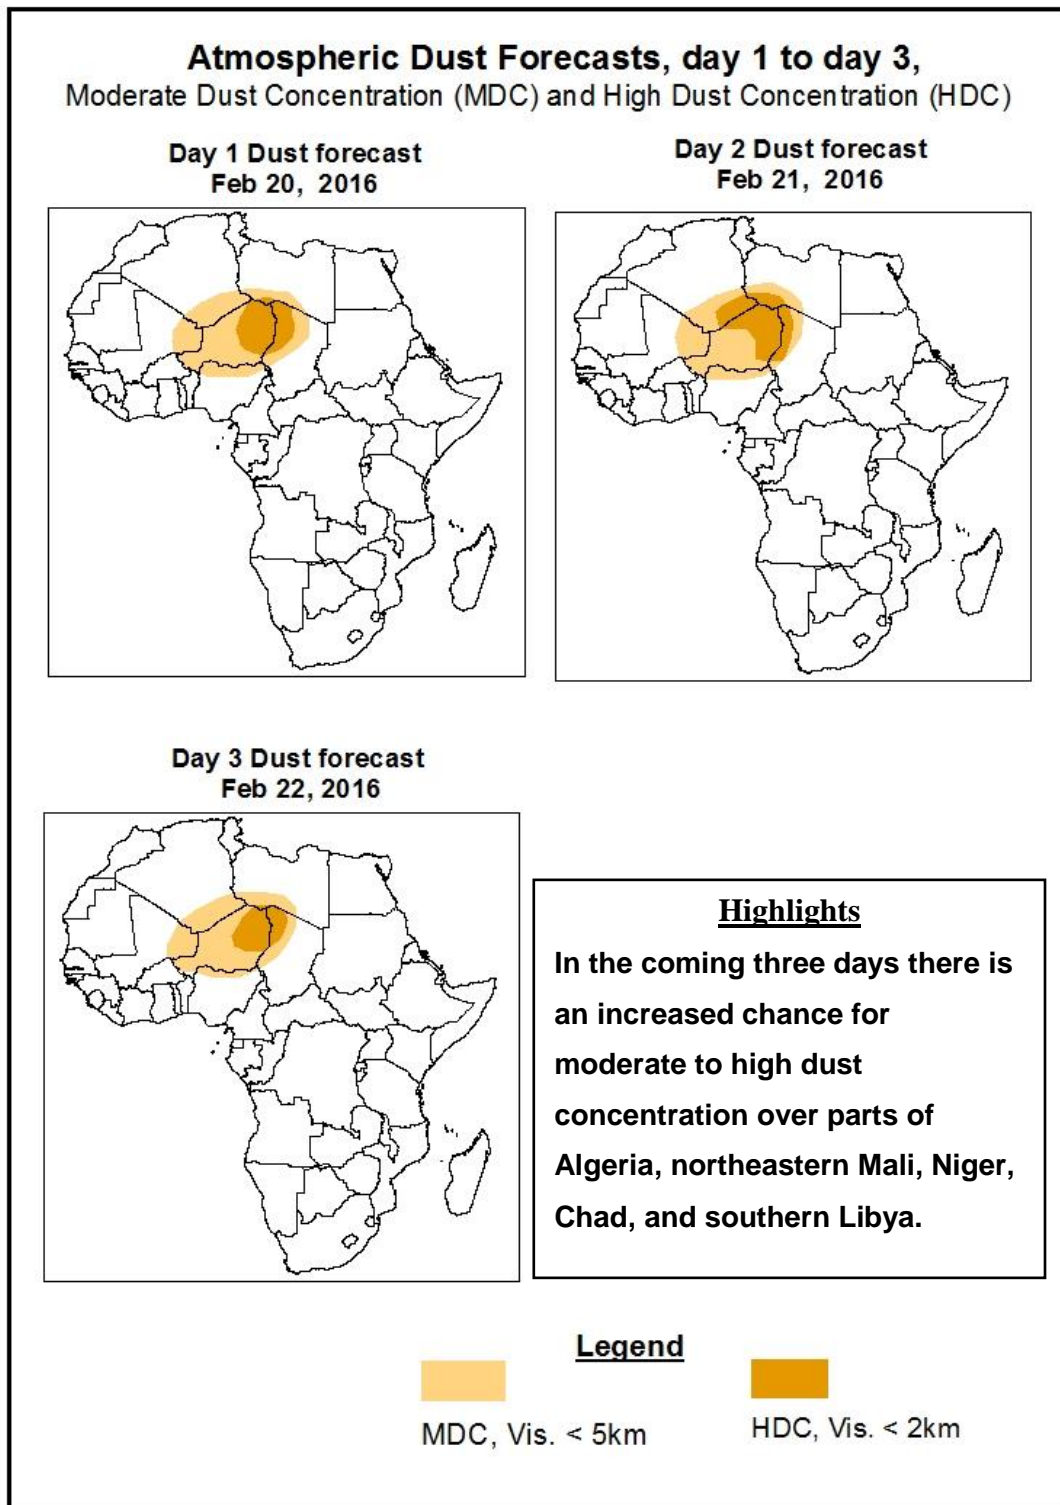 Atmospheric Dust Forecasts, day 1 to day 3,
Moderate Dust Concentration (MDC) and High Dust Concentration (HDC)
Day 1 Dust forecast
Feb 20, 2016
Day 2 Dust forecast
Feb 21, 2016
Day 3 Dust forecast
Feb 22, 2016
Highlights
In the coming three days there is
an increased chance for
moderate to high dust
concentration over parts of
Algeria, northeastern Mali, Niger,
Chad, and southern Libya.
Legend
MDC, Vis. < 5km
HDC, Vis. < 2km